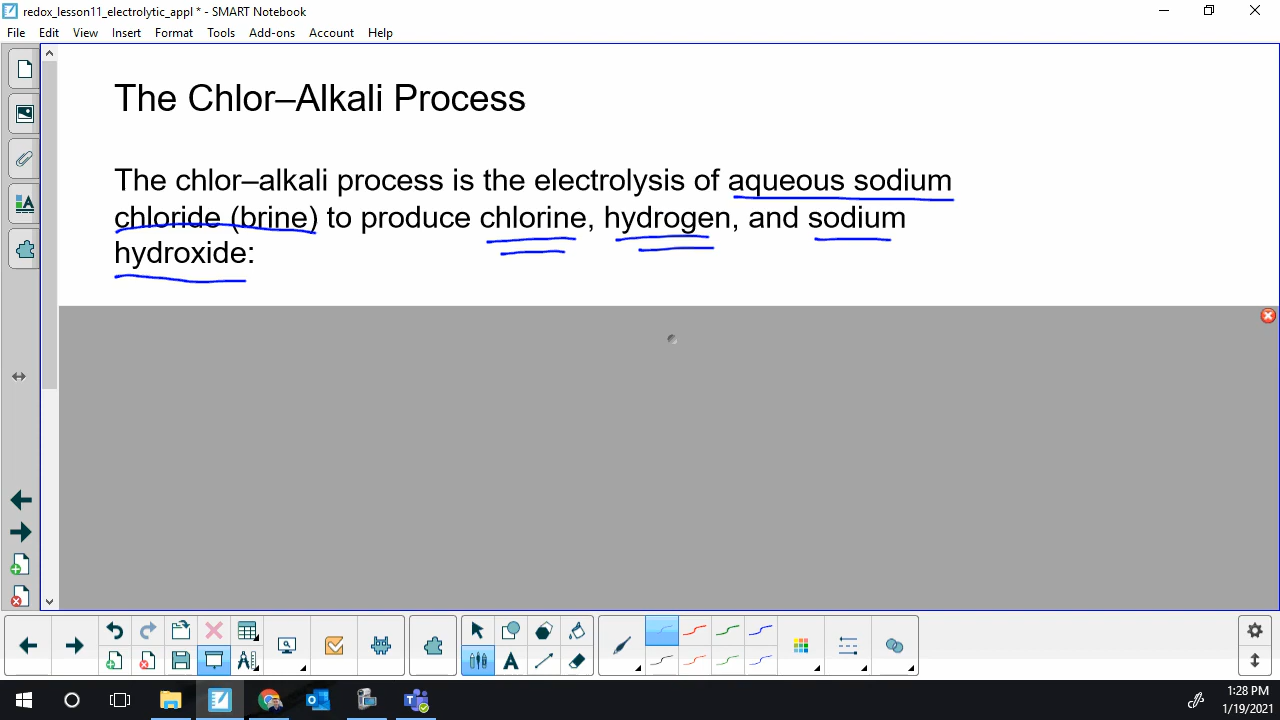 redox_lesson11_electrolytic_appl * - SMART Notebook
File Edit View Insert Format Tools Add-ons Account Help
The Chlor–Alkali Process
The chlor–alkali process is the electrolysis of aqueous sodium
chloride (brine) to produce chlorine, hydrogen, and sodium
hydroxide:
1:28 PM
1/19/2021